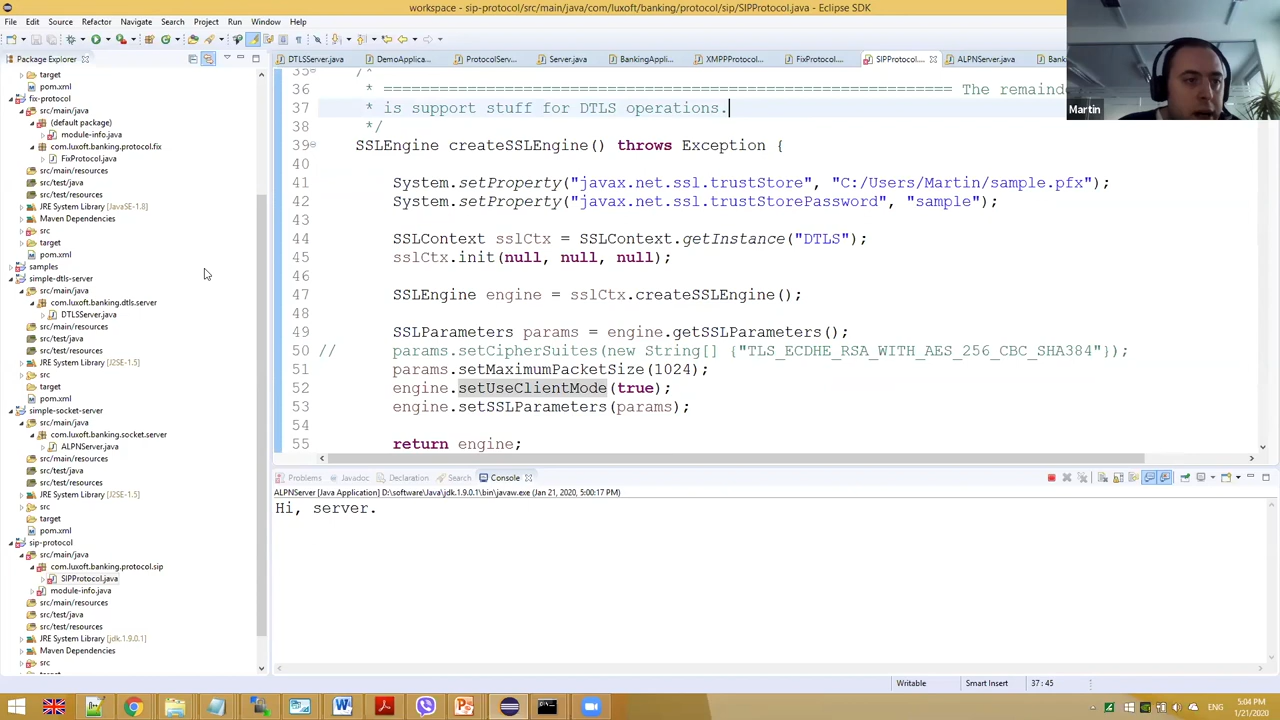 workspace - sip-protocol/src/main/java/com/luxoft/banking/protocol/sip/SIPProtocol.java - Eclipse SDK
File Edit Source Refactor Navigate Search Project Run Window Help
Package Explorer
target
pom.xml
fix-protocol
src/main/java
(default package)
module-info.java
com.luxoft.banking.protocol.fix
FixProtocol.java
src/main/resources
src/test/java
src/test/resources
JRE System Library [JavaSE-1.8]
Maven Dependencies
src
target
pom.xml
samples
simple-dtls-server
src/main/java
com.luxoft.banking.dtls.server
DTLSServer.java
src/main/resources
src/test/java
src/test/resources
JRE System Library [J2SE-1.5]
src
target
pom.xml
simple-socket-server
src/main/java
com.luxoft.banking.socket.server
ALPNServer.java
src/main/resources
src/test/java
src/test/resources
JRE System Library [J2SE-1.5]
src
target
pom.xml
sip-protocol
src/main/java
com.luxoft.banking.protocol.sip
SIPProtocol.java
module-info.java
src/main/resources
src/test/java
src/test/resources
JRE System Library [jdk.1.9.0.1]
Maven Dependencies
src
DTLSServer.java DemoApplica... ProtocolServ... Server.java BankingAppli... XMPPProtocol... FixProtocol.... SIPProtocol.... ALPNServer.java Bank
35 /*
36 * ============================================================= The remainde
37 * is support stuff for DTLS operations.
38 */
39 SSLEngine createSSLEngine() throws Exception {
40
41 System.setProperty("javax.net.ssl.trustStore", "C:/Users/Martin/sample.pfx");
42 System.setProperty("javax.net.ssl.trustStorePassword", "sample");
43
44 SSLContext sslCtx = SSLContext.getInstance("DTLS");
45 sslCtx.init(null, null, null);
46
47 SSLEngine engine = sslCtx.createSSLEngine();
48
49 SSLParameters params = engine.getSSLParameters();
50 // params.setCipherSuites(new String[] {"TLS_ECDHE_RSA_WITH_AES_256_CBC_SHA384"});
51 params.setMaximumPacketSize(1024);
52 engine.setUseClientMode(true);
53 engine.setSSLParameters(params);
54
55 return engine;
Problems Javadoc Declaration Search Console
ALPNServer [Java Application] D:\software\Java\jdk.1.9.0.1\bin\javaw.exe (Jan 21, 2020, 5:00:17 PM)
Hi, server.
Writable Smart Insert 37 : 45
Martin
ENG
5:04 PM
1/21/2020